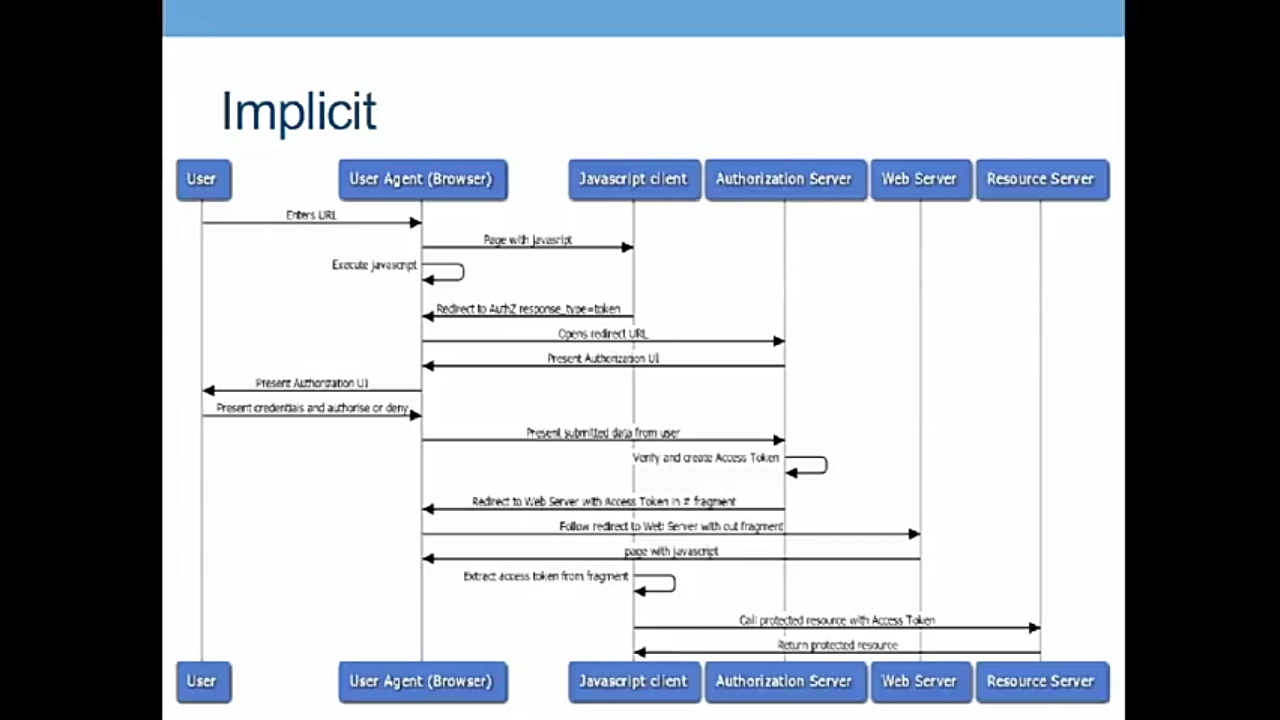 Implicit
User
User Agent (Browser)
Javascript client
Authorization Server
Web Server
Resource Server
Enters URL
Page with javasript
Execute javascript
Redirect to AuthZ response_type=token
Opens redirect URL
Present Authorization UI
Present Authorization UI
Present credentials and authorise or deny
Present submitted data from user
Verify and create Access Token
Redirect to Web Server with Access Token in # fragment
Follow redirect to Web Server with out fragment
page with javascript
Extract access token from fragment
Call protected resource with Access Token
Return protected resource
User
User Agent (Browser)
Javascript client
Authorization Server
Web Server
Resource Server